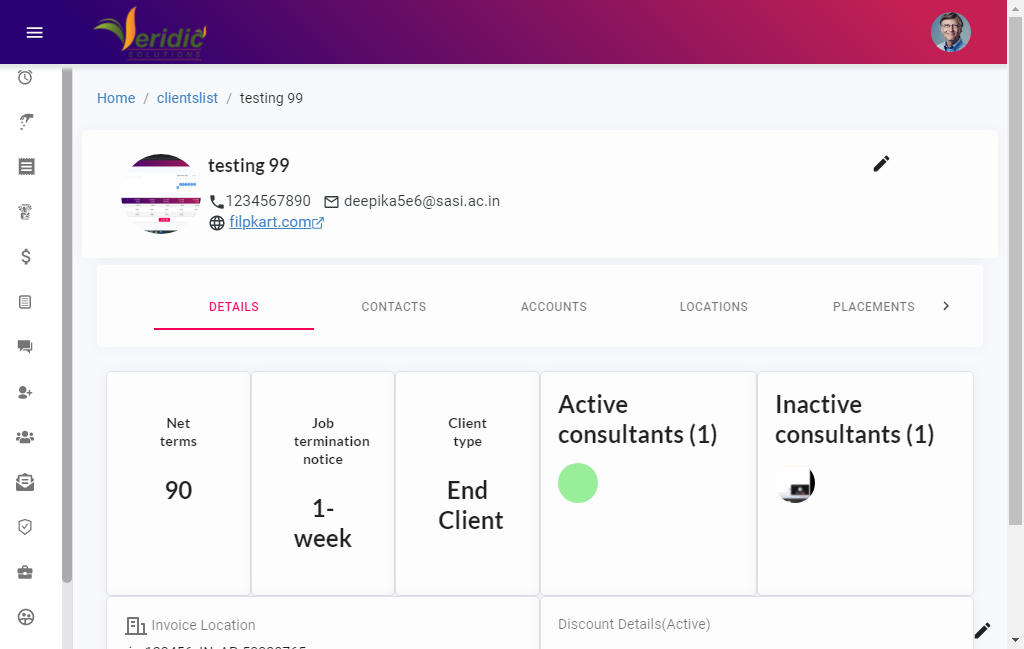 Veridic
SOLUTIONS
Home / clientslist / testing 99
testing 99
1234567890 deepika5e6@sasi.ac.in
filpkart.com
DETAILS CONTACTS ACCOUNTS LOCATIONS PLACEMENTS
Net
terms
90
Job
termination
notice
1-
week
Client
type
End
Client
Active
consultants (1)
Inactive
consultants (1)
Invoice Location
Discount Details(Active)